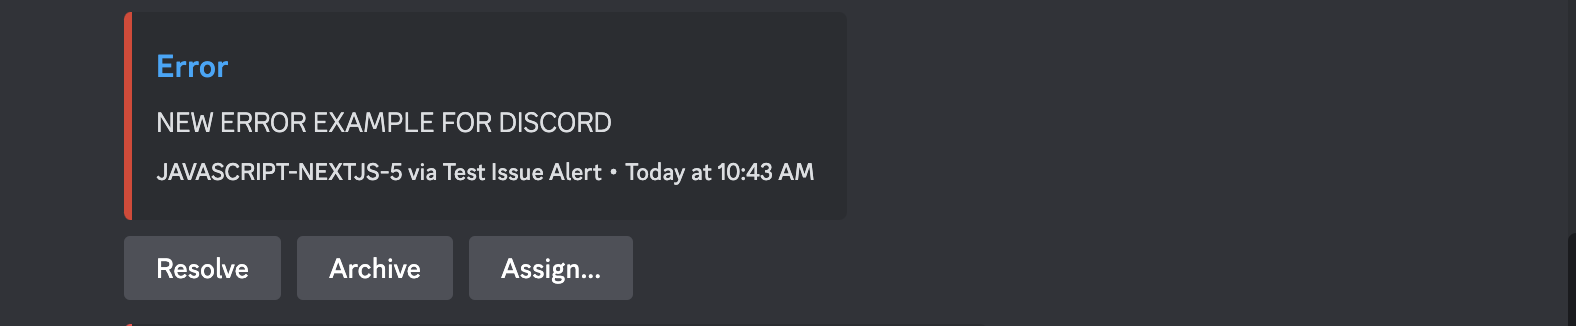 Error
NEW ERROR EXAMPLE FOR DISCORD
JAVASCRIPT-NEXTJS-5 via Test Issue Alert • Today at 10:43 AM
Resolve
Archive
Assign...